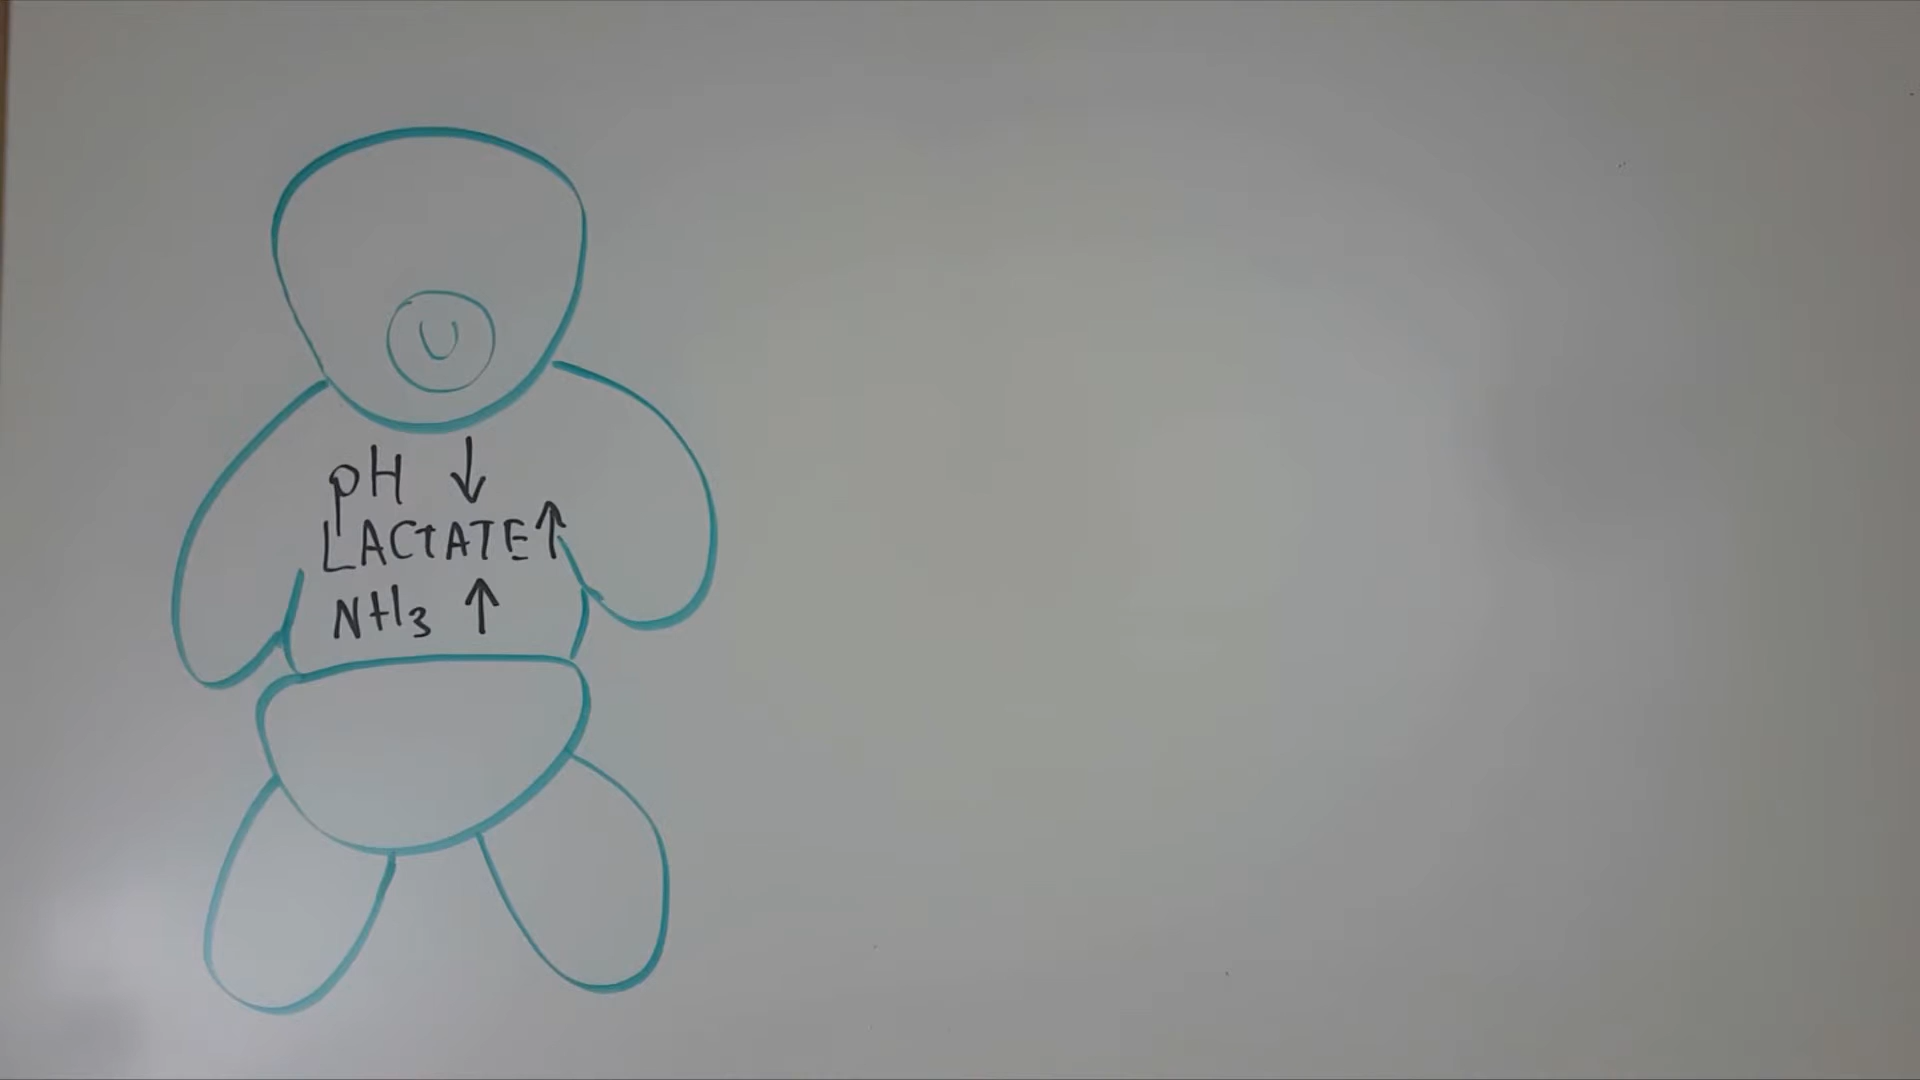 pH ↓
LACtATE ↑
NH3 ↑